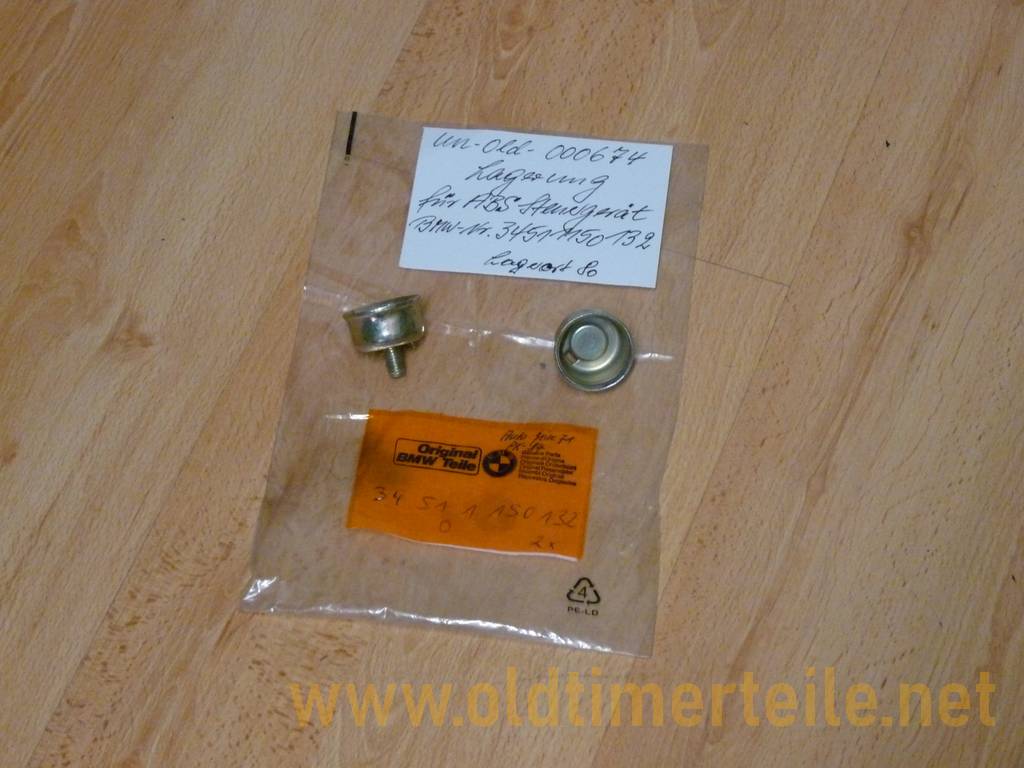 un-Old-000674
Lagerung
für ABS Steuergerät
BMW-Nr. 34511150132
Lagerort 80
Original
BMW Teile
34 51 1 150 132
0
2x
4
PE-LD
www.oldtimerteile.net